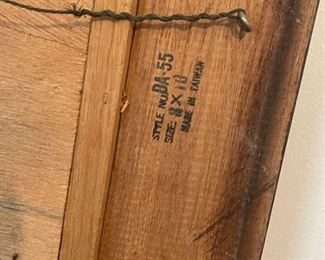 STYLE NO. DA-55
SIZE: 8 X 10
MADE IN TAIWAN